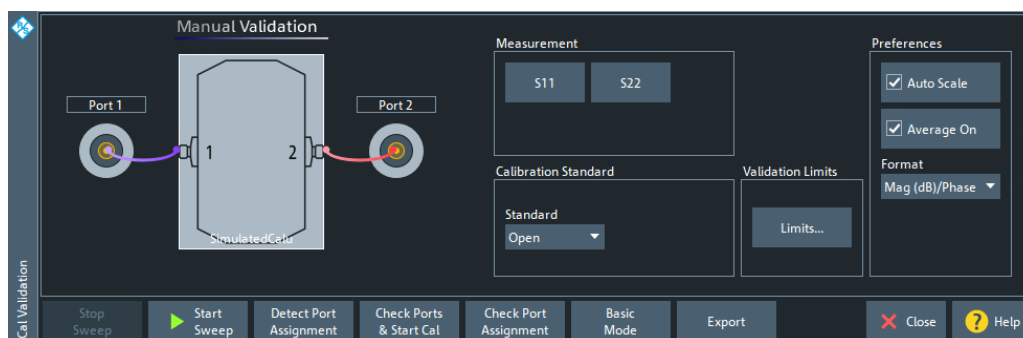 Manual Validation
Measurement
Preferences
S11
S22
Auto Scale
Port 1
Port 2
Average On
1
2
Format
Mag (dB)/Phase
Calibration Standard
Validation Limits
Standard
Open
Limits...
SimulatedCalu
Cal Validation
Stop
Sweep
Start
Sweep
Detect Port
Assignment
Check Ports
& Start Cal
Check Port
Assignment
Basic
Mode
Export
Close
? Help